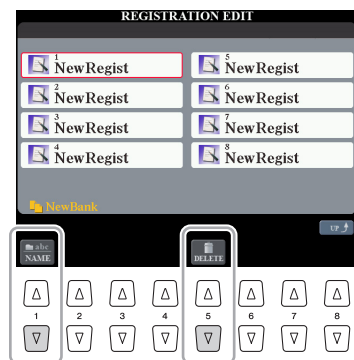 REGISTRATION EDIT
1 NewRegist
5 NewRegist
2 NewRegist
6 NewRegist
3 NewRegist
7 NewRegist
4 NewRegist
8 NewRegist
NewBank
UP
abc
NAME
DELETE
1 2 3 4 5 6 7 8